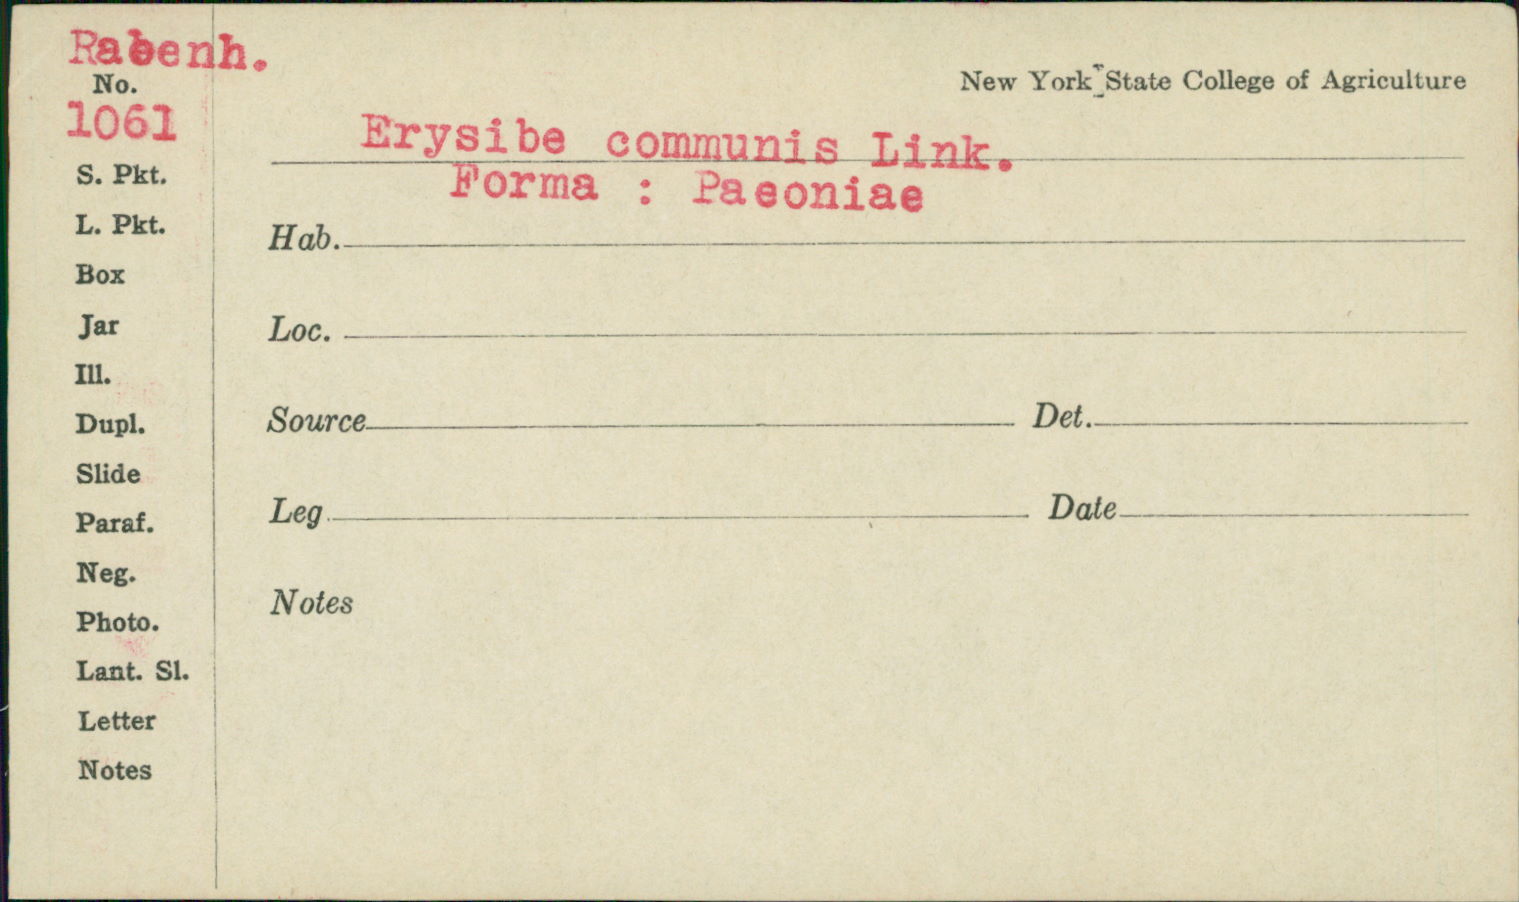 Rabenh.
No.
1061
New York State College of Agriculture
Erysibe communis Link.
Forma : Paeoniae
S. Pkt.
L. Pkt.
Box
Jar
Ill.
Dupl.
Slide
Paraf.
Neg.
Photo.
Lant. Sl.
Letter
Notes
Hab.
Loc.
Source Det.
Leg. Date
Notes